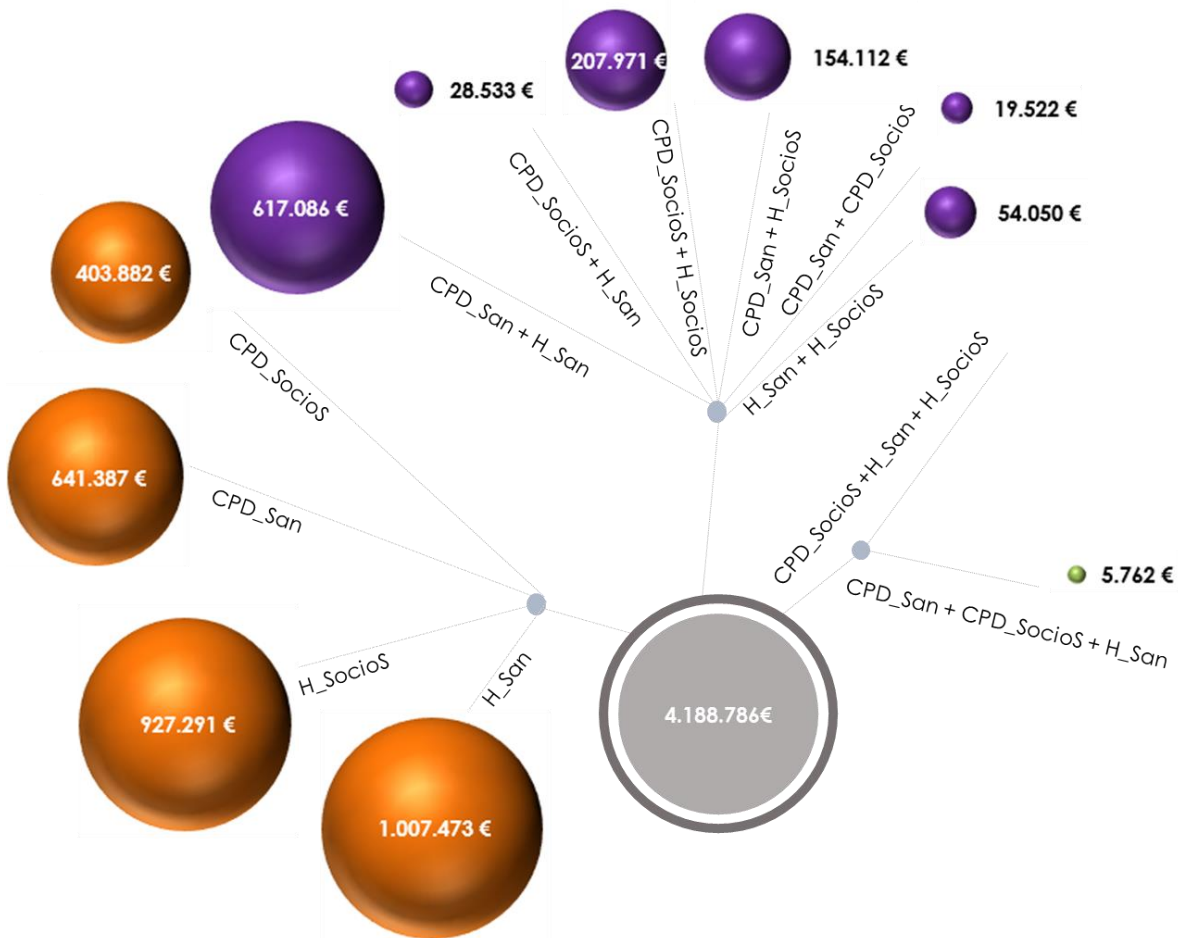 207.971 €
154.112 €
28.533 €
19.522 €
617.086 €
54.050 €
403.882 €
CPD_SocioS + H_San
CPD_SocioS + H_SocioS
CPD_San + H_SocioS
CPD_San + CPD_SocioS
CPD_San + H_San
H_San + H_SocioS
CPD_SocioS
641.387 €
CPD_San
CPD_SocioS +H_San + H_SocioS
5.762 €
CPD_San + CPD_SocioS + H_San
H_SocioS
H_San
927.291 €
4.188.786€
1.007.473 €